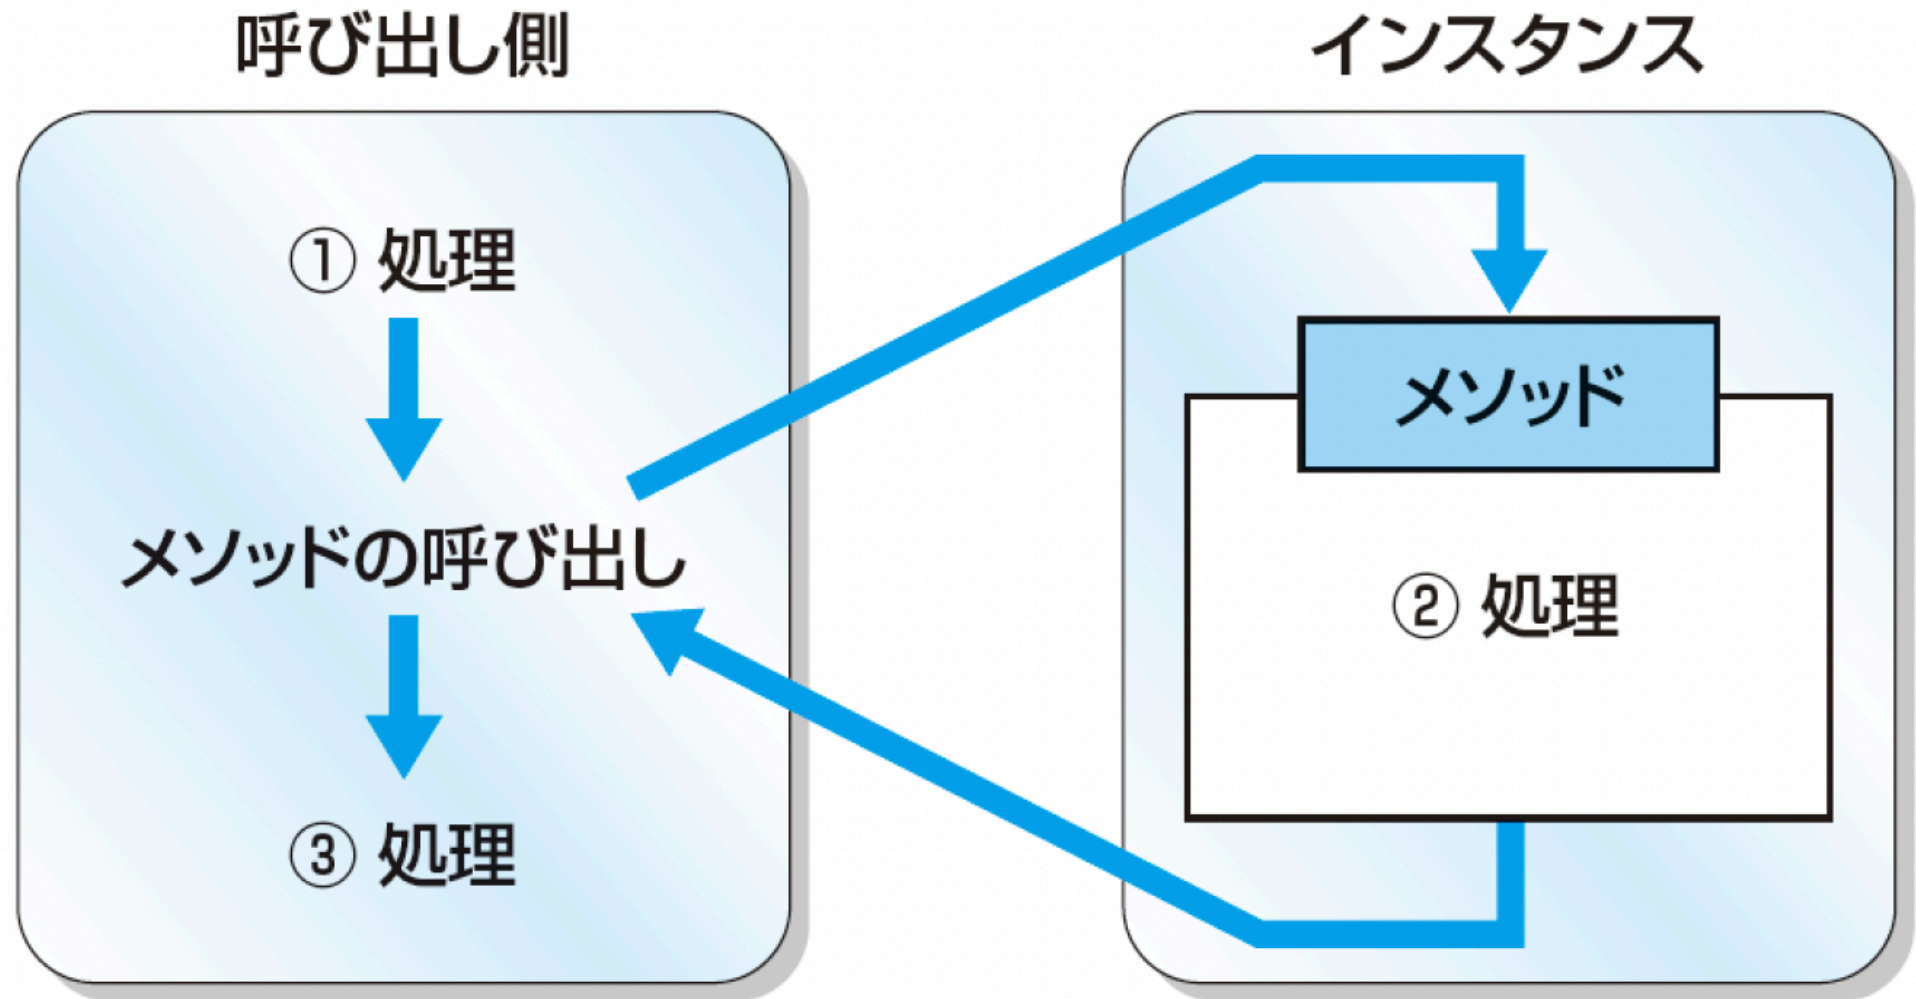 呼び出し側
① 処理
メソッドの呼び出し
③ 処理
インスタンス
メソッド
② 処理